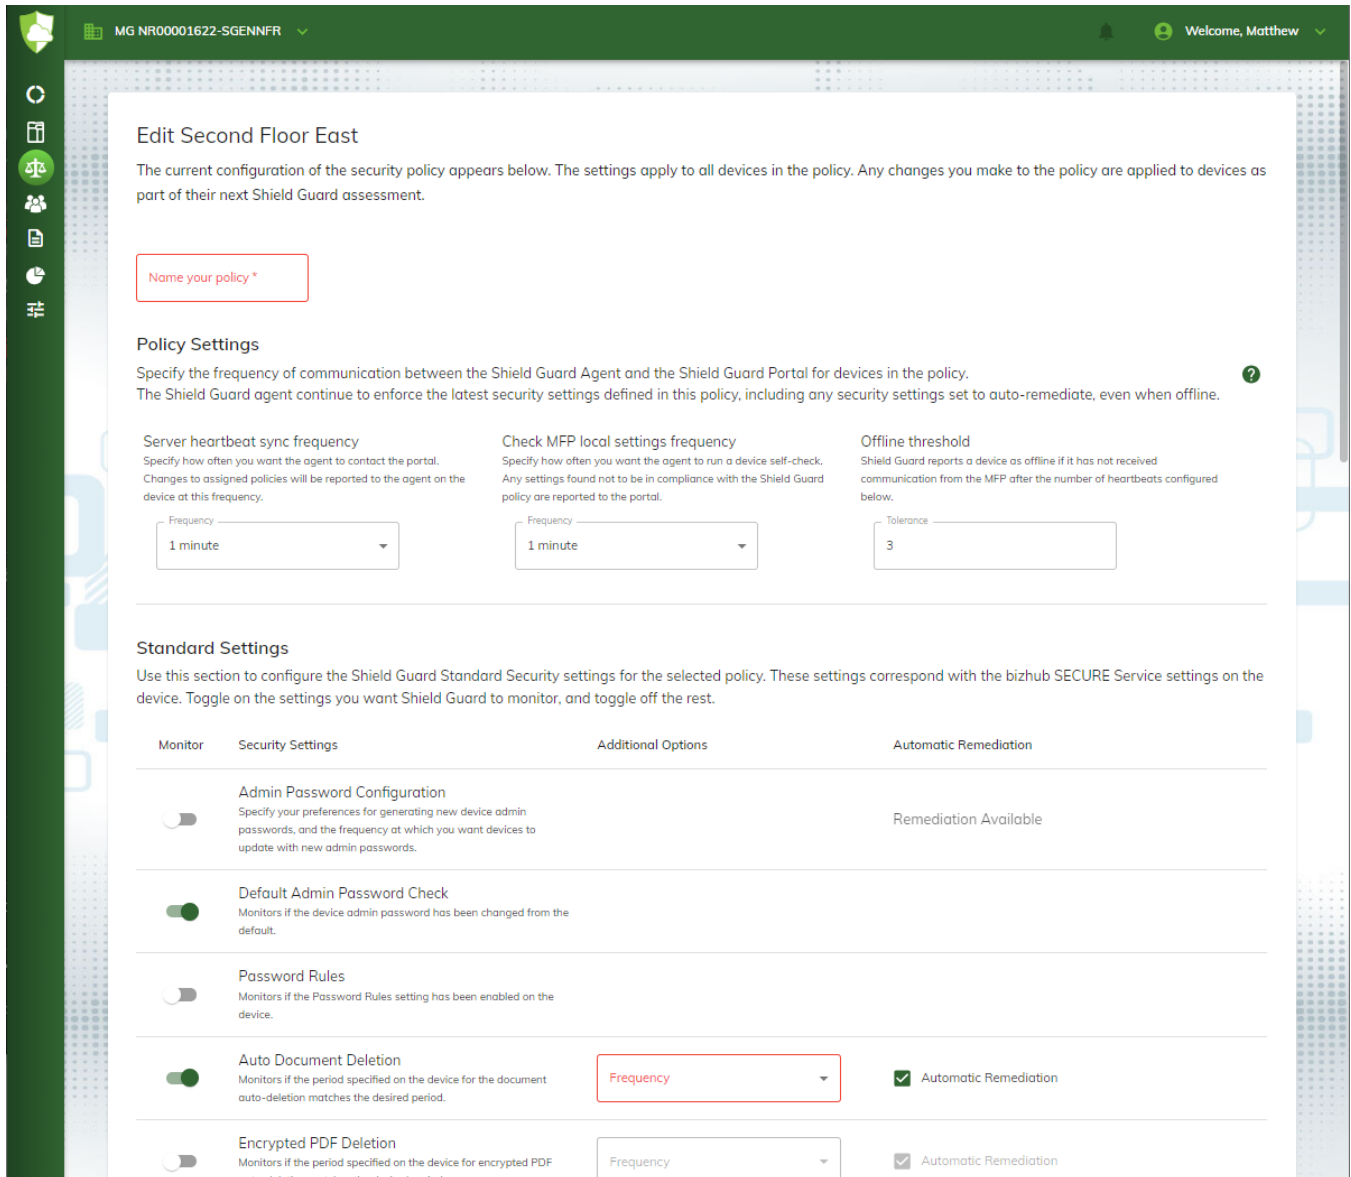 MG NR00001622-SGENNFR
Welcome, Matthew
Edit Second Floor East
The current configuration of the security policy appears below. The settings apply to all devices in the policy. Any changes you make to the policy are applied to devices as
part of their next Shield Guard assessment.
Name your policy *
Policy Settings
Specify the frequency of communication between the Shield Guard Agent and the Shield Guard Portal for devices in the policy.
The Shield Guard agent continue to enforce the latest security settings defined in this policy, including any security settings set to auto-remediate, even when offline.
Server heartbeat sync frequency
Specify how often you want the agent to contact the portal.
Changes to assigned policies will be reported to the agent on the
device at this frequency.
Frequency
1 minute
Check MFP local settings frequency
Specify how often you want the agent to run a device self-check.
Any settings found not to be in compliance with the Shield Guard
policy are reported to the portal.
Frequency
1 minute
Offline threshold
Shield Guard reports a device as offline if it has not received
communication from the MFP after the number of heartbeats configured
below.
Tolerance
3
Standard Settings
Use this section to configure the Shield Guard Standard Security settings for the selected policy. These settings correspond with the bizhub SECURE Service settings on the
device. Toggle on the settings you want Shield Guard to monitor, and toggle off the rest.
Monitor Security Settings Additional Options Automatic Remediation
Admin Password Configuration
Specify your preferences for generating new device admin
passwords, and the frequency at which you want devices to
update with new admin passwords.
Remediation Available
Default Admin Password Check
Monitors if the device admin password has been changed from the
default.
Password Rules
Monitors if the Password Rules setting has been enabled on the
device.
Auto Document Deletion
Monitors if the period specified on the device for the document
auto-deletion matches the desired period.
Frequency
Automatic Remediation
Encrypted PDF Deletion
Monitors if the period specified on the device for encrypted PDF
Frequency
Automatic Remediation